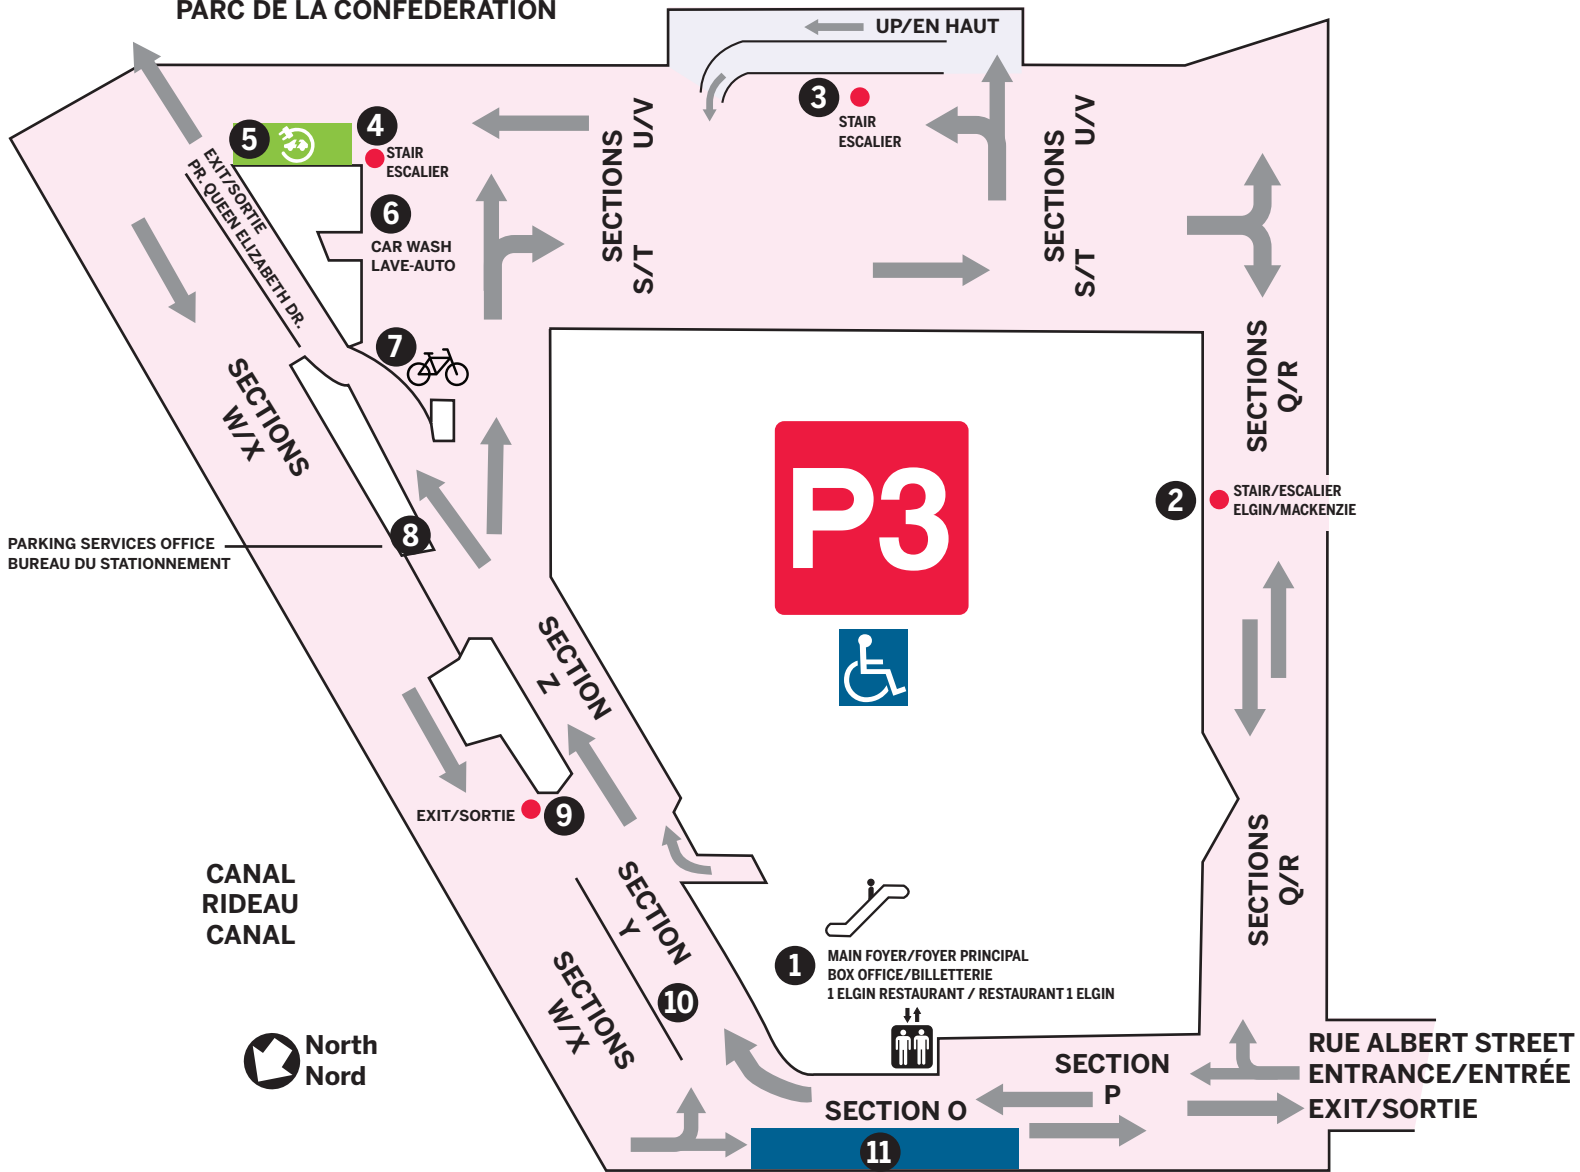 PARC DE LA CONFÉDÉRATION
UP/EN HAUT
3
STAIR
ESCALIER
5
4
STAIR
ESCALIER
EXIT/SORTIE
PR. QUEEN ELIZABETH DR.
6
CAR WASH
LAVE-AUTO
SECTIONS
U/V
S/T
SECTIONS
U/V
S/T
7
SECTIONS
W/X
SECTIONS
Q/R
P3
2
STAIR/ESCALIER
ELGIN/MACKENZIE
8
PARKING SERVICES OFFICE
BUREAU DU STATIONNEMENT
SECTION
Z
EXIT/SORTIE
9
CANAL
RIDEAU
CANAL
SECTION
Y
SECTIONS
Q/R
1
MAIN FOYER/FOYER PRINCIPAL
BOX OFFICE/BILLETTERIE
1 ELGIN RESTAURANT / RESTAURANT 1 ELGIN
SECTIONS
W/X
10
North
Nord
SECTION
P
RUE ALBERT STREET
ENTRANCE/ENTRÉE
EXIT/SORTIE
SECTION O
11